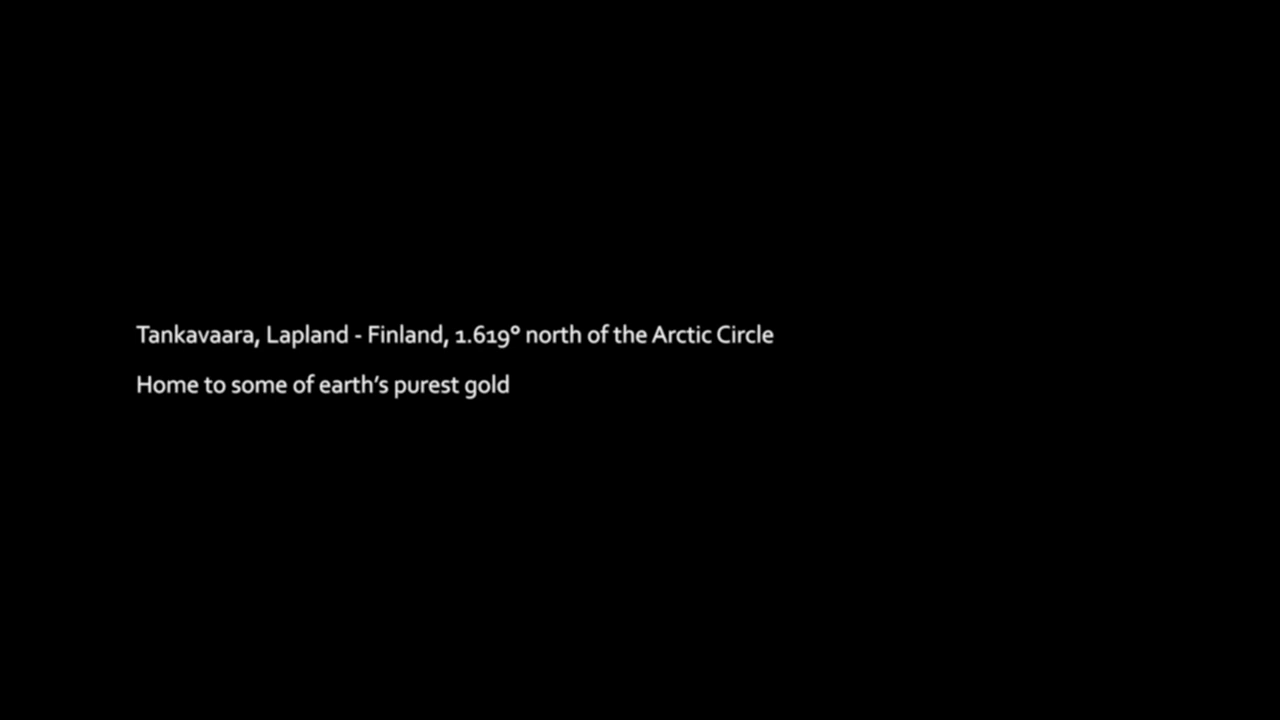 Tankavaara, Lapland - Finland, 1.619° north of the Arctic Circle
Home to some of earth’s purest gold